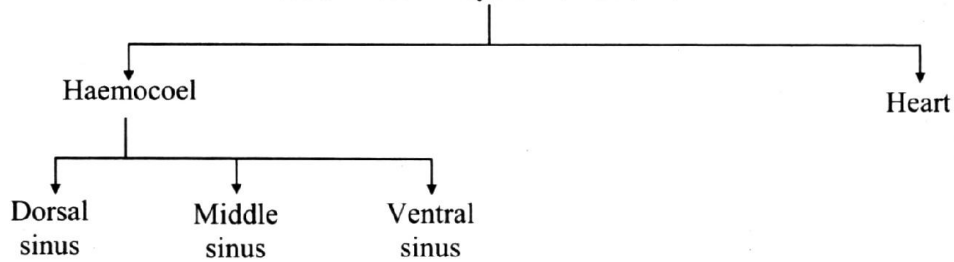 Haemocoel
Heart
Dorsal
sinus
Middle
sinus
Ventral
sinus